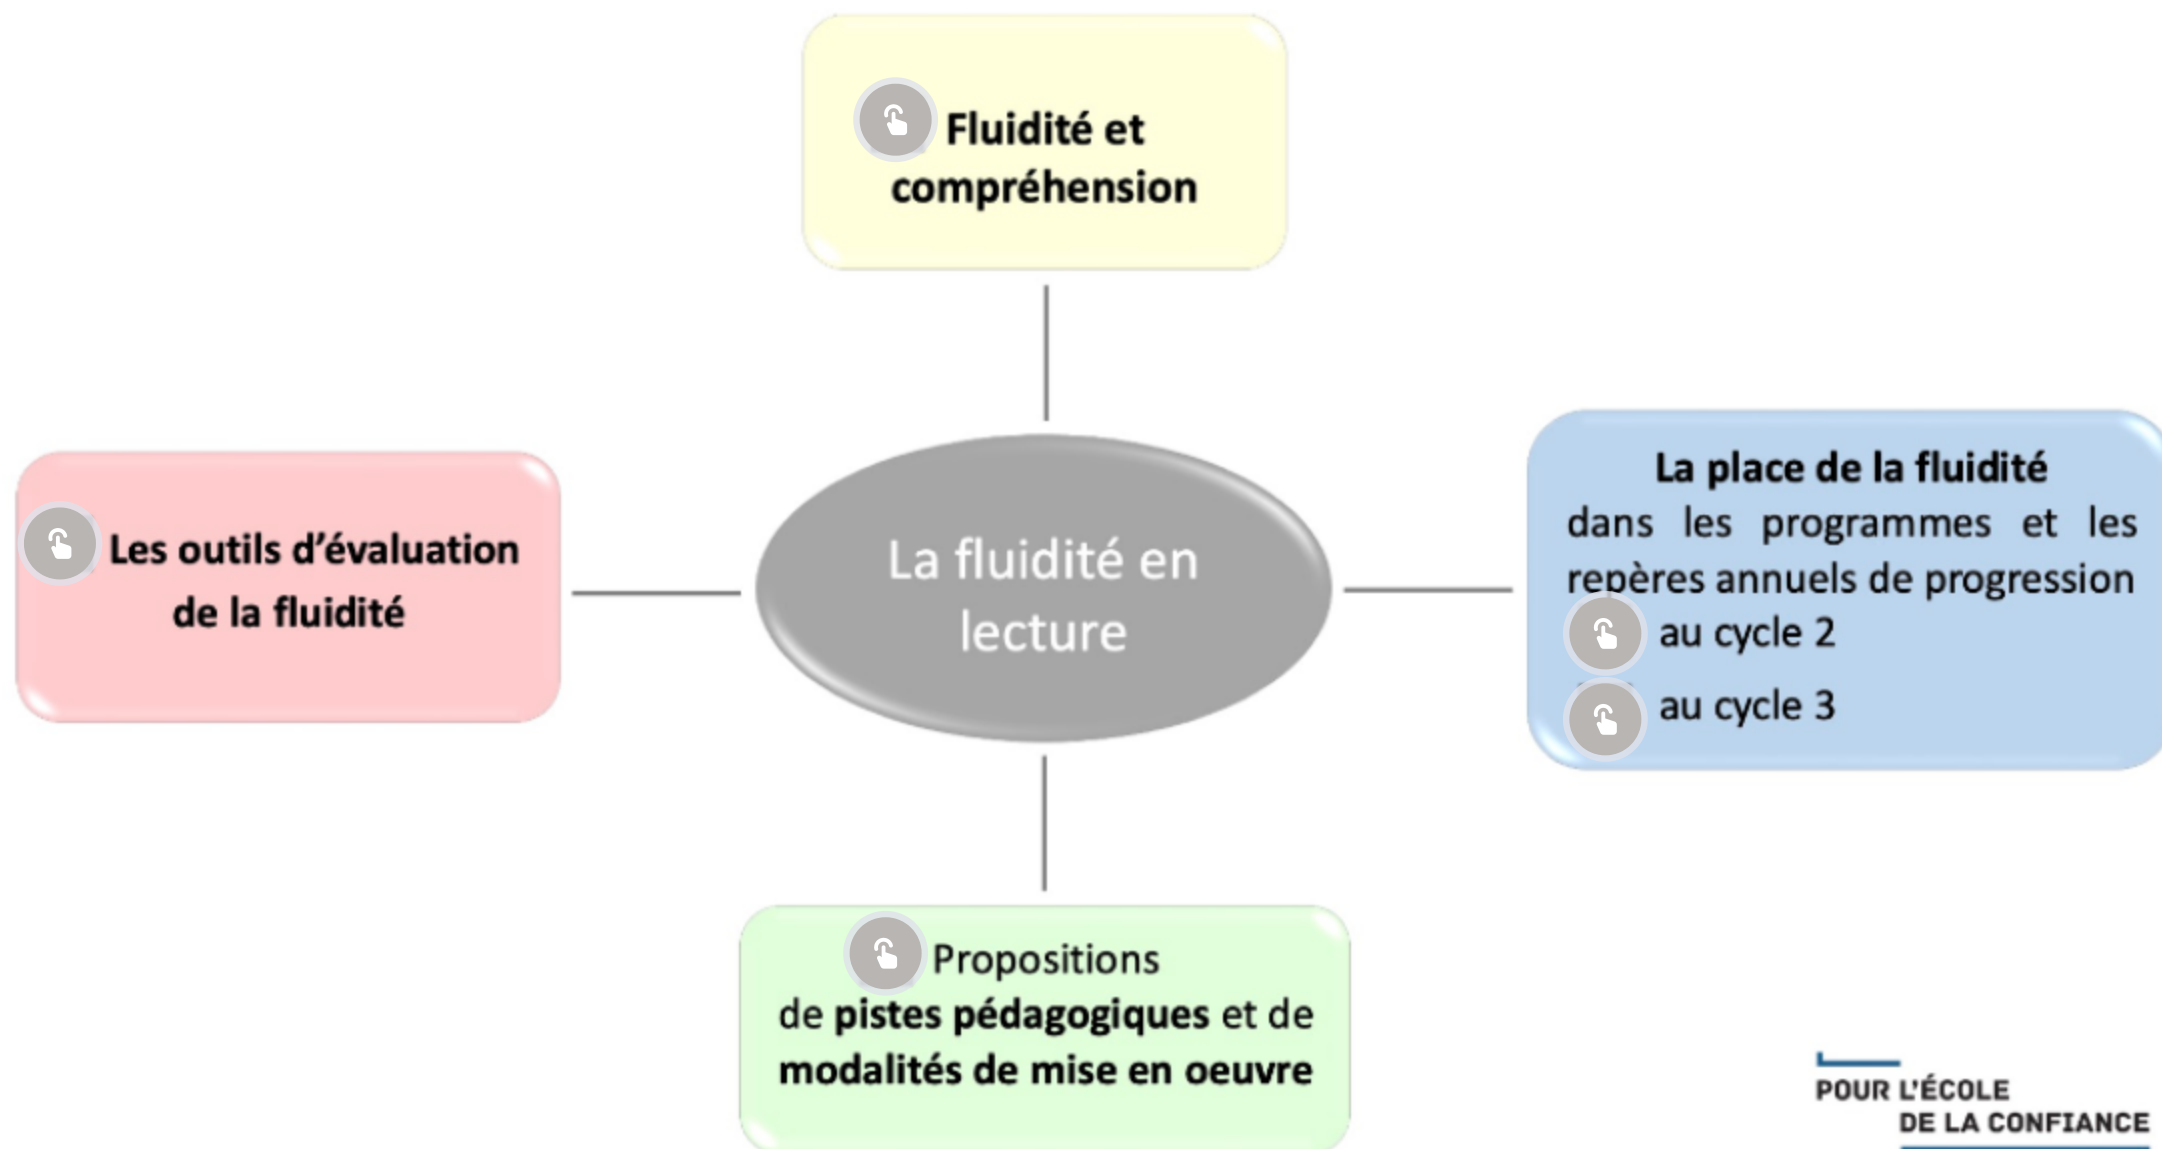 Fluidité et
compréhension
Les outils d’évaluation
de la fluidité
La fluidité en
lecture
La place de la fluidité
dans les programmes et les
repères annuels de progression
au cycle 2
au cycle 3
Propositions
de pistes pédagogiques et de
modalités de mise en oeuvre
POUR L'ÉCOLE
DE LA CONFIANCE